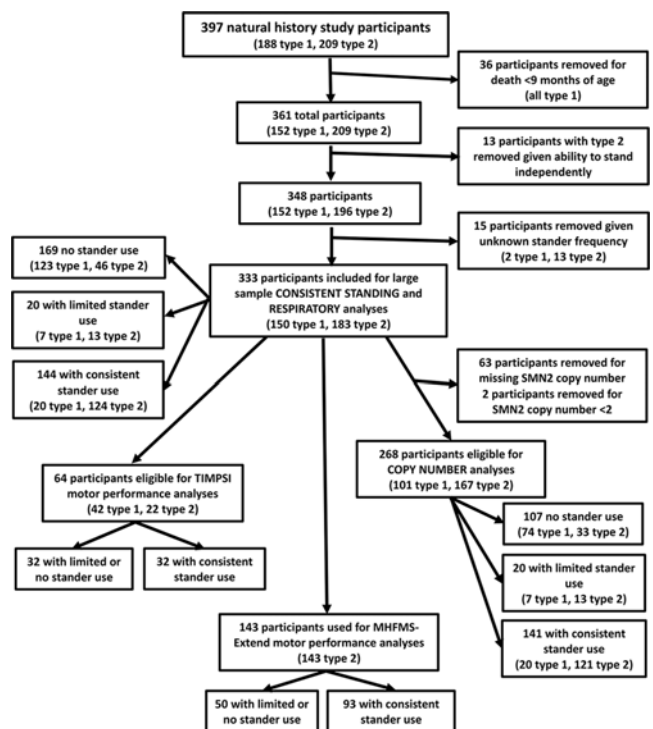 397 natural history study participants
(188 type 1, 209 type 2)
36 participants removed for
death <9 months of age
(all type 1)
361 total participants
(152 type 1, 209 type 2)
13 participants with type 2
removed given ability to stand
independently
348 participants
(152 type 1, 196 type 2)
15 participants removed given
unknown stander frequency
(2 type 1, 13 type 2)
169 no stander use
(123 type 1, 46 type 2)
333 participants included for large
sample CONSISTENT STANDING and
RESPIRATORY analyses
(150 type 1, 183 type 2)
20 with limited stander
use
(7 type 1, 13 type 2)
144 with consistent
stander use
(20 type 1, 124 type 2)
63 participants removed for
missing SMN2 copy number
2 participants removed for
SMN2 copy number <2
268 participants eligible for
COPY NUMBER analyses
(101 type 1, 167 type 2)
64 participants eligible for TIMPSI
motor performance analyses
(42 type 1, 22 type 2)
107 no stander use
(74 type 1, 33 type 2)
32 with limited or
no stander use
32 with consistent
stander use
20 with limited stander
use
(7 type 1, 13 type 2)
141 with consistent
stander use
(20 type 1, 121 type 2)
143 participants used for MHFMS-
Extend motor performance analyses
(143 type 2)
50 with limited or
no stander use
93 with consistent
stander use